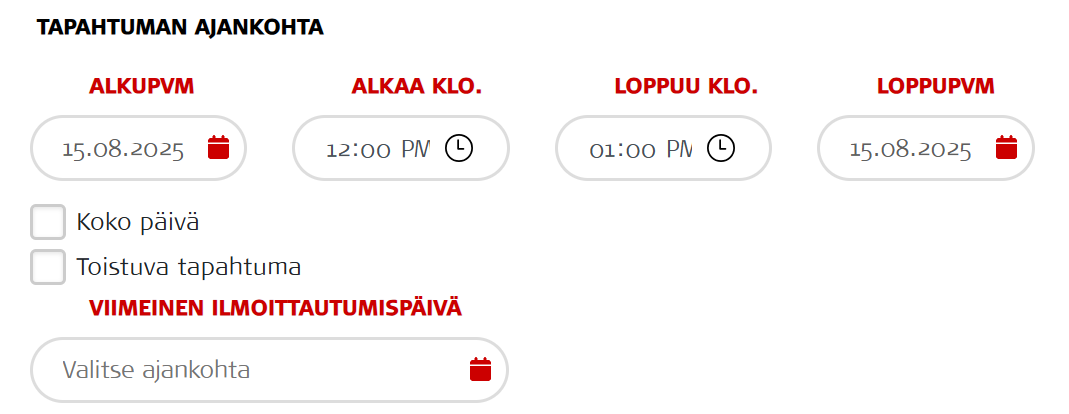 TAPAHTUMAN AJANKOHTA
ALKUPVM ALKAA KLO. LOPPUU KLO. LOPPUPVM
15.08.2025 12:00 PM 01:00 PM 15.08.2025
Koko päivä
Toistuva tapahtuma
VIIMEINEN ILMOITTAUTUMISPÄIVÄ
Valitse ajankohta